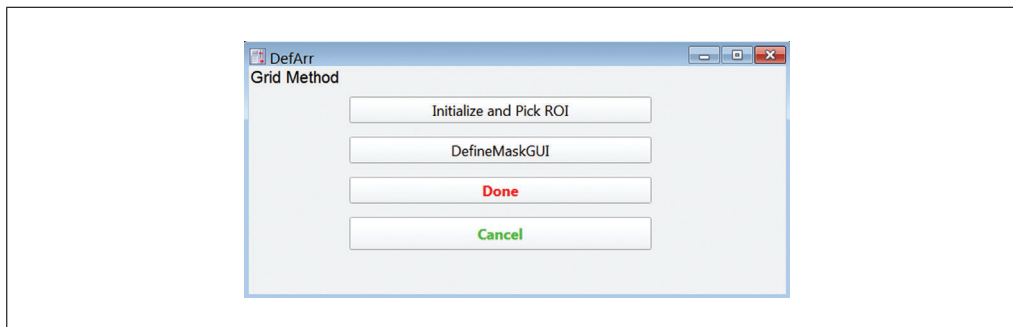 DefArr
Grid Method
Initialize and Pick ROI
DefineMaskGUI
Done
Cancel